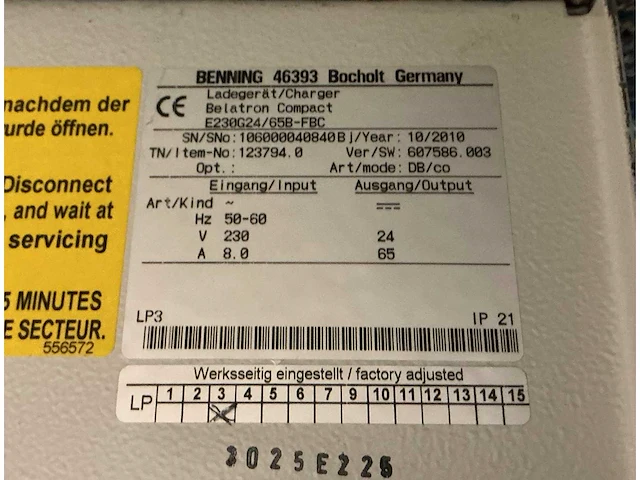 nachdem der
urde öffnen.
Disconnect
, and wait at
servicing
5 MINUTES
E SECTEUR.
556572
BENNING 46393 Bocholt Germany
CE
Ladegerät/Charger
Belatron Compact
E230G24/65B-FBC
SN/SNo: 106000040840 Bj/Year: 10/2010
TN/Item-No: 123794.0 Ver/SW: 607586.003
Opt.: Art/mode: DB/co
Eingang/Input Ausgang/Output
Art/Kind ~ ⎓
Hz 50-60
V 230 24
A 8.0 65
LP3 IP 21
Werksseitig eingestellt / factory adjusted
LP 1 2 3 4 5 6 7 8 9 10 11 12 13 14 15
3025E226